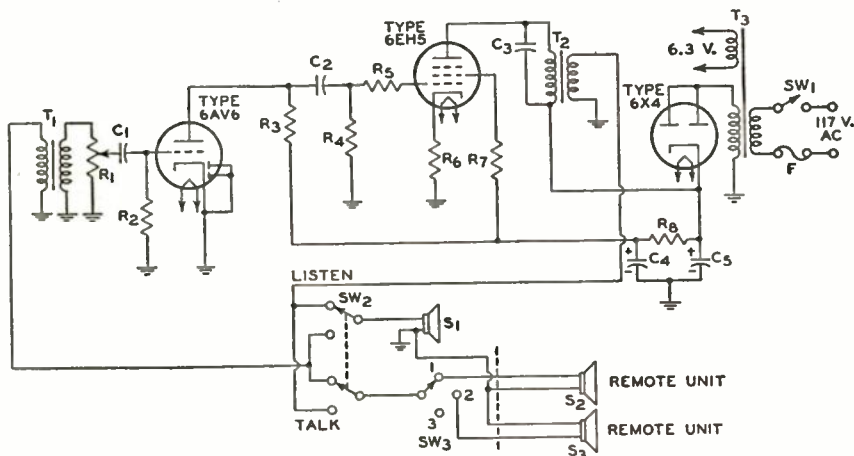 TYPE
6EH5
C3
T2
T3
6.3 V.
TYPE
6X4
SW1
117 V.
AC
F
T1
R1
C1
TYPE
6AV6
R2
R3
C2
R4
R5
R6
R7
R8
C4
C5
+
-
+
-
LISTEN
SW2
S1
1
2
3
SW3
TALK
S2
REMOTE UNIT
S3
REMOTE UNIT